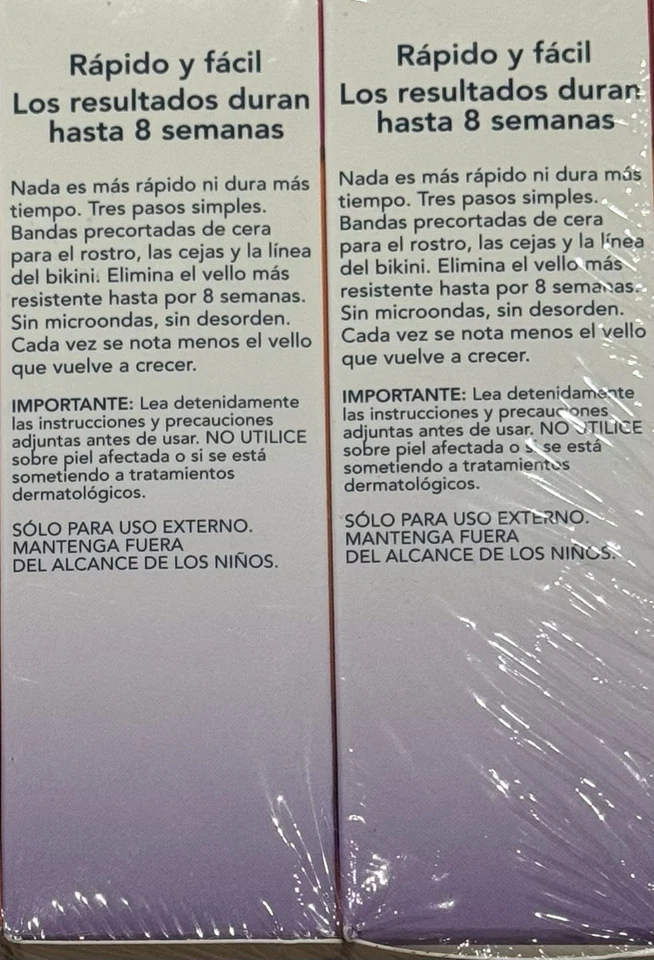 Rápido y fácil
Los resultados duran
hasta 8 semanas
Nada es más rápido ni dura más
tiempo. Tres pasos simples.
Bandas precortadas de cera
para el rostro, las cejas y la línea
del bikini. Elimina el vello más
resistente hasta por 8 semanas.
Sin microondas, sin desorden.
Cada vez se nota menos el vello
que vuelve a crecer.
IMPORTANTE: Lea detenidamente
las instrucciones y precauciones
adjuntas antes de usar. NO UTILICE
sobre piel afectada o si se está
sometiendo a tratamientos
dermatológicos.
SÓLO PARA USO EXTERNO.
MANTENGA FUERA
DEL ALCANCE DE LOS NIÑOS.
Rápido y fácil
Los resultados duran
hasta 8 semanas
Nada es más rápido ni dura más
tiempo. Tres pasos simples.
Bandas precortadas de cera
para el rostro, las cejas y la línea
del bikini. Elimina el vello más
resistente hasta por 8 semanas.
Sin microondas, sin desorden.
Cada vez se nota menos el vello
que vuelve a crecer.
IMPORTANTE: Lea detenidamente
las instrucciones y precauciones
adjuntas antes de usar. NO UTILICE
sobre piel afectada o si se está
sometiendo a tratamientos
dermatológicos.
SÓLO PARA USO EXTERNO.
MANTENGA FUERA
DEL ALCANCE DE LOS NIÑOS.